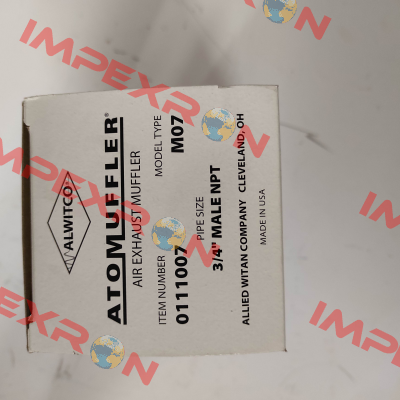 ALWITCO
ATOMUFFLER®
AIR EXHAUST MUFFLER
ITEM NUMBER
MODEL TYPE
0111007
M07
PIPE SIZE
3/4" MALE NPT
ALLIED WITAN COMPANY CLEVELAND, OH
MADE IN USA
IMPEXRON
IMPEXRON
IMPEXRON
IMPEXRON